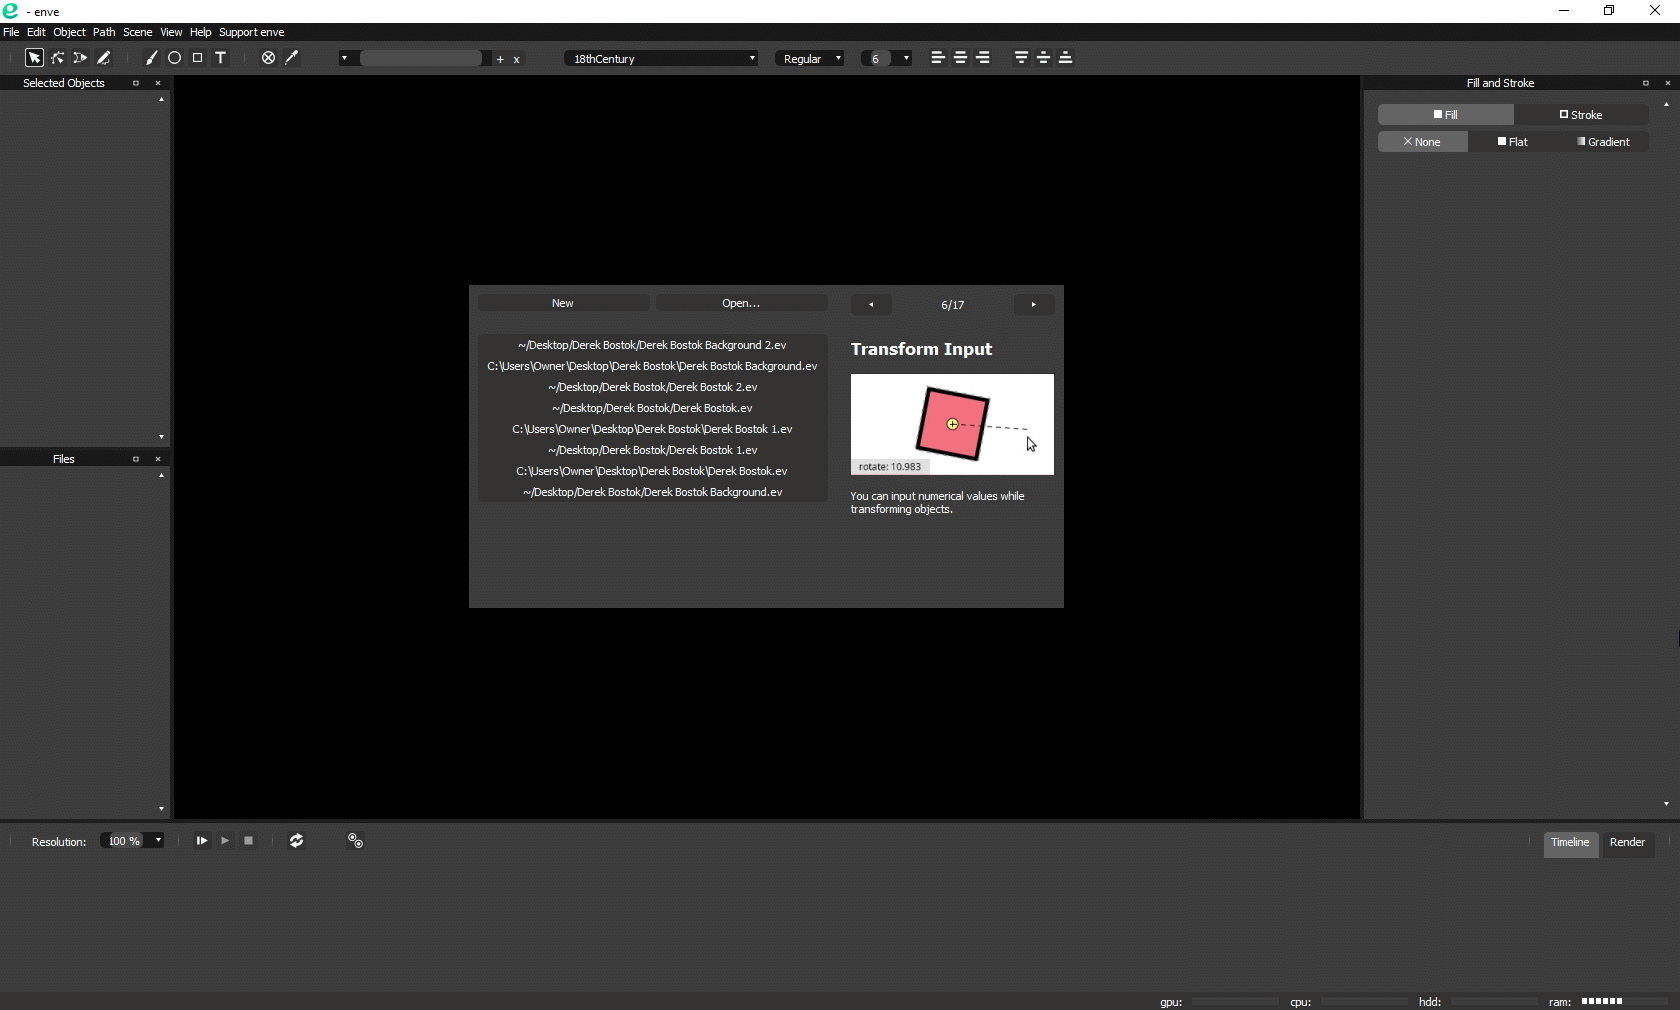 - enve
File Edit Object Path Scene View Help Support enve
T + x 18thCentury Regular 6
Selected Objects
Fill and Stroke
Fill Stroke
None Flat Gradient
New Open...
6/17
~/Desktop/Derek Bostok/Derek Bostok Background 2.ev
C:\Users\Owner\Desktop\Derek Bostok\Derek Bostok Background.ev
~/Desktop/Derek Bostok/Derek Bostok 2.ev
~/Desktop/Derek Bostok/Derek Bostok.ev
C:\Users\Owner\Desktop\Derek Bostok\Derek Bostok 1.ev
~/Desktop/Derek Bostok/Derek Bostok 1.ev
C:\Users\Owner\Desktop\Derek Bostok\Derek Bostok.ev
~/Desktop/Derek Bostok/Derek Bostok Background.ev
Transform Input
rotate: 10.983
You can input numerical values while
transforming objects.
Files
Resolution: 100 %
Timeline Render
gpu: cpu: hdd: ram: